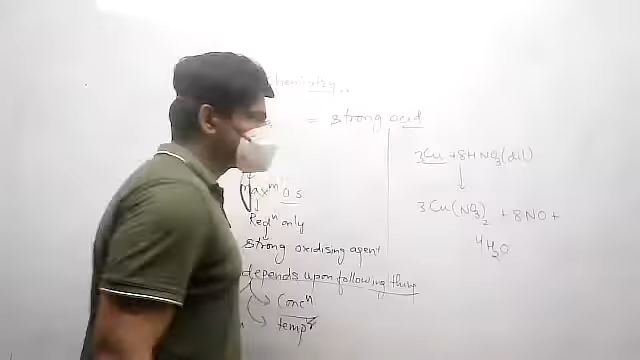 chemistry..
= strong acid
maxᵐ O s
Redⁿ only
strong oxidising agent
depends upon following thing
Concⁿ
tempʳ
3Cu + 8HNO₃(dil)
↓
3Cu(NO₃)₂ + 8NO +
4H₂O